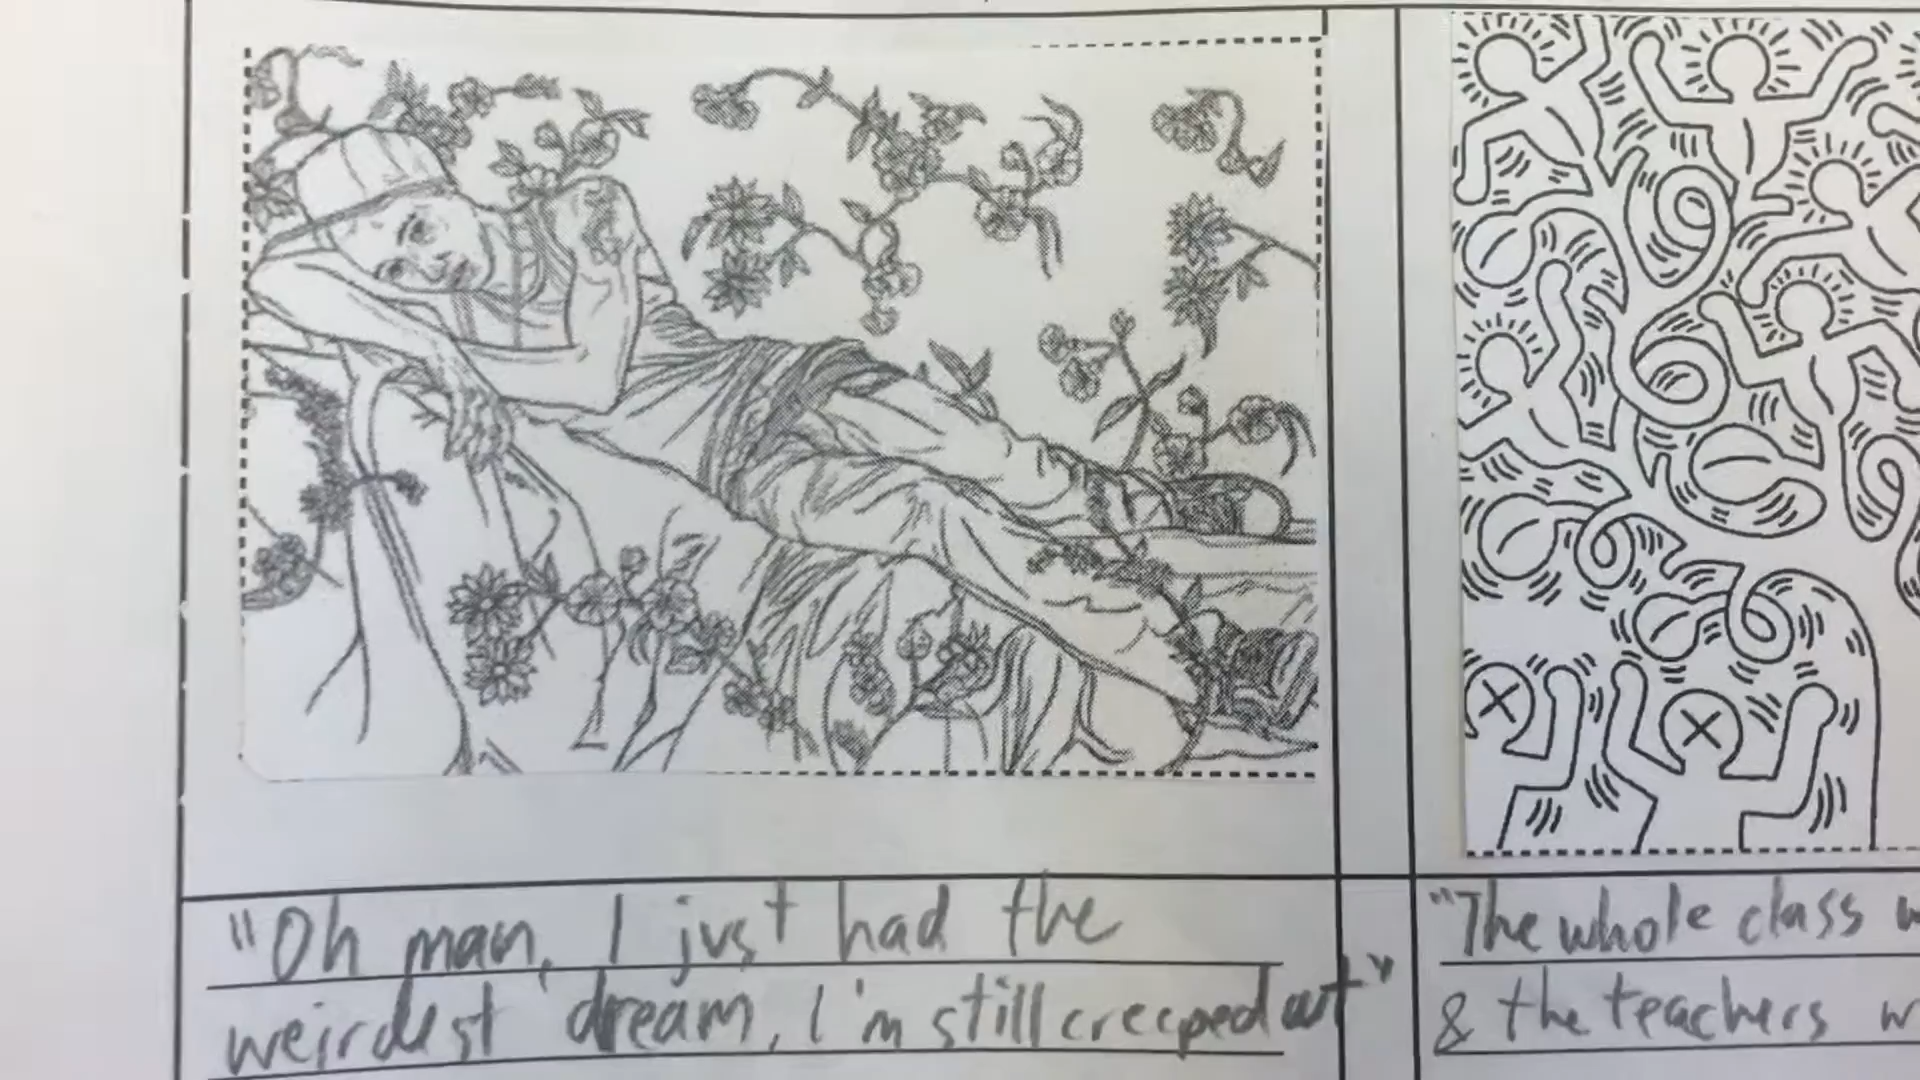 "Oh man, I just had the
weirdest dream, I'm still creeped out"
"The whole class
& the teachers